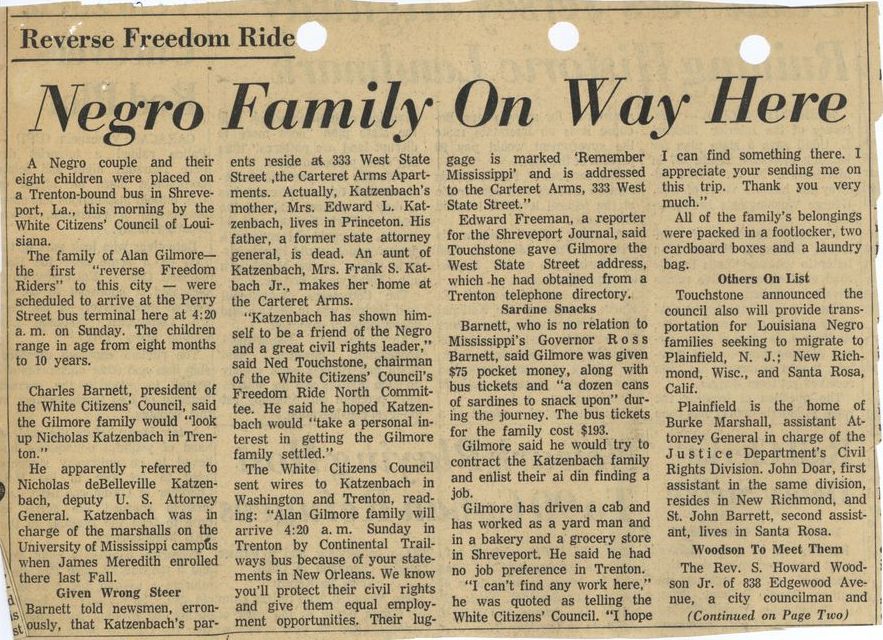 Reverse Freedom Ride
Negro Family On Way Here
A Negro couple and their
eight children were placed on
a Trenton-bound bus in Shreve-
port, La., this morning by the
White Citizens' Council of Loui-
siana.
The family of Alan Gilmore—
the first "reverse Freedom
Riders" to this city — were
scheduled to arrive at the Perry
Street bus terminal here at 4:20
a. m. on Sunday. The children
range in age from eight months
to 10 years.
Charles Barnett, president of
the White Citizens' Council, said
the Gilmore family would "look
up Nicholas Katzenbach in Tren-
ton."
He apparently referred to
Nicholas deBelleville Katzen-
bach, deputy U. S. Attorney
General. Katzenbach was in
charge of the marshalls on the
University of Mississippi campus
when James Meredith enrolled
there last Fall.
Given Wrong Steer
Barnett told newsmen, erron-
ously, that Katzenbach's par-
ents reside at 333 West State
Street ,the Carteret Arms Apart-
ments. Actually, Katzenbach's
mother, Mrs. Edward L. Kat-
zenbach, lives in Princeton. His
father, a former state attorney
general, is dead. An aunt of
Katzenbach, Mrs. Frank S. Kat-
bach Jr., makes her home at
the Carteret Arms.
"Katzenbach has shown him-
self to be a friend of the Negro
and a great civil rights leader,"
said Ned Touchstone, chairman
of the White Citizens' Council's
Freedom Ride North Commit-
tee. He said he hoped Katzen-
bach would "take a personal in-
terest in getting the Gilmore
family settled."
The White Citizens Council
sent wires to Katzenbach in
Washington and Trenton, read-
ing: "Alan Gilmore family will
arrive 4:20 a. m. Sunday in
Trenton by Continental Trail-
ways bus because of your state-
ments in New Orleans. We know
you'll protect their civil rights
and give them equal employ-
ment opportunities. Their lug-
gage is marked 'Remember
Mississippi' and is addressed
to the Carteret Arms, 333 West
State Street."
Edward Freeman, a reporter
for the Shreveport Journal, said
Touchstone gave Gilmore the
West State Street address,
which he had obtained from a
Trenton telephone directory.
Sardine Snacks
Barnett, who is no relation to
Mississippi's Governor Ross
Barnett, said Gilmore was given
$75 pocket money, along with
bus tickets and "a dozen cans
of sardines to snack upon" dur-
ing the journey. The bus tickets
for the family cost $193.
Gilmore said he would try to
contract the Katzenbach family
and enlist their ai din finding a
job.
Gilmore has driven a cab and
has worked as a yard man and
in a bakery and a grocery store
in Shreveport. He said he had
no job preference in Trenton.
"I can't find any work here,"
he was quoted as telling the
White Citizens' Council. "I hope
I can find something there. I
appreciate your sending me on
this trip. Thank you very
much."
All of the family's belongings
were packed in a footlocker, two
cardboard boxes and a laundry
bag.
Others On List
Touchstone announced the
council also will provide trans-
portation for Louisiana Negro
families seeking to migrate to
Plainfield, N. J.; New Rich-
mond, Wisc., and Santa Rosa,
Calif.
Plainfield is the home of
Burke Marshall, assistant At-
torney General in charge of the
Justice Department's Civil
Rights Division. John Doar, first
assistant in the same division,
resides in New Richmond, and
St. John Barrett, second assist-
ant, lives in Santa Rosa.
Woodson To Meet Them
The Rev. S. Howard Wood-
son Jr. of 838 Edgewood Ave-
nue, a city councilman and
(Continued on Page Two)